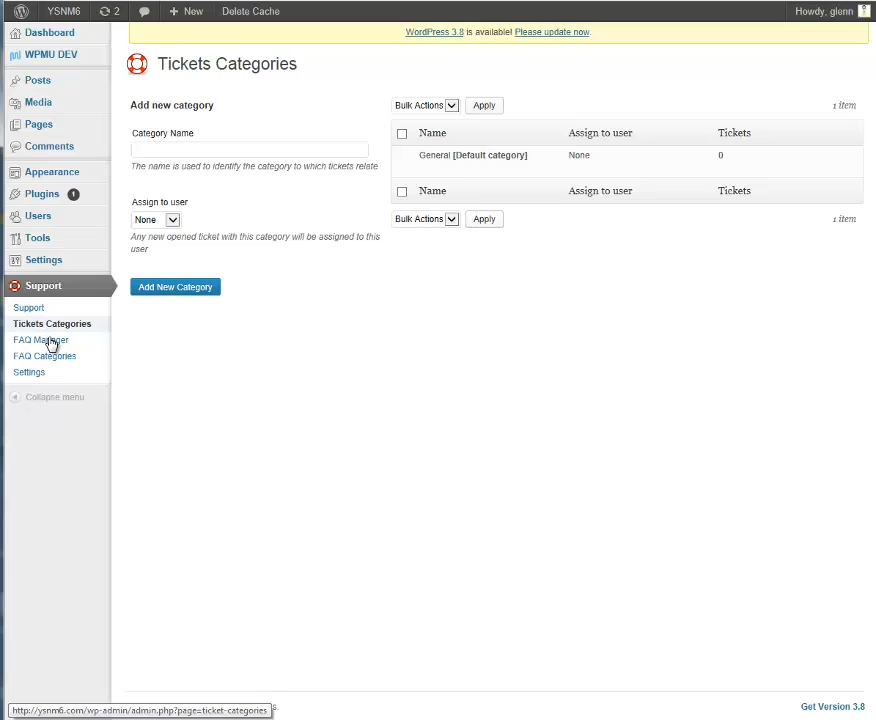 YSNM6 2 New Delete Cache Howdy, glenn
WordPress 3.8 is available! Please update now.
Dashboard
WPMU DEV
Posts
Media
Pages
Comments
Appearance
Plugins 1
Users
Tools
Settings
Support
Support
Tickets Categories
FAQ Manager
FAQ Categories
Settings
Collapse menu
Tickets Categories
Add new category
Category Name
The name is used to identify the category to which tickets relate
Assign to user
None
Any new opened ticket with this category will be assigned to this
user
Add New Category
Bulk Actions Apply 1 item
Name Assign to user Tickets
General [Default category] None 0
Name Assign to user Tickets
Bulk Actions Apply 1 item
Get Version 3.8
http://ysnm6.com/wp-admin/admin.php?page=ticket-categories